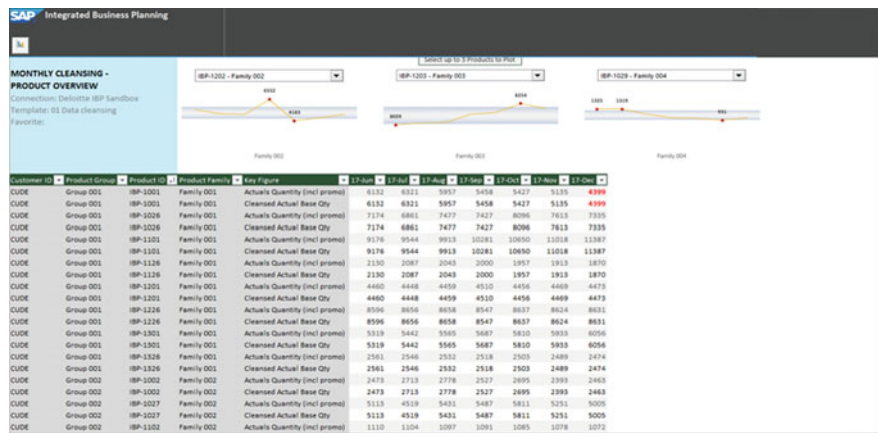 SAP Integrated Business Planning
Select up to 3 Products to Plot
MONTHLY CLEANSING -
PRODUCT OVERVIEW
Connection: Deloitte IBP Sandbox
Template: 01 Data cleansing
Favorite:
IBP-1202 - Family 002
IBP-1203 - Family 003
IBP-1029 - Family 004
Family 002
Family 003
Family 004
Customer ID Product Group Product ID Product Family Key Figure 17-Jun 17-Jul 17-Aug 17-Sep 17-Oct 17-Nov 17-Dec
CUDE Group 001 IBP-1001 Family 001 Actuals Quantity (incl promo) 6132 6321 5957 5458 5427 5135 4399
CUDE Group 001 IBP-1001 Family 001 Cleansed Actual Base Qty 6132 6321 5957 5458 5427 5135 4399
CUDE Group 001 IBP-1026 Family 001 Actuals Quantity (incl promo) 7174 6861 7477 7427 8096 7613 7335
CUDE Group 001 IBP-1026 Family 001 Cleansed Actual Base Qty 7174 6861 7477 7427 8096 7613 7335
CUDE Group 001 IBP-1101 Family 001 Actuals Quantity (incl promo) 9176 9544 9913 10281 10650 11018 11387
CUDE Group 001 IBP-1101 Family 001 Cleansed Actual Base Qty 9176 9544 9913 10281 10650 11018 11387
CUDE Group 001 IBP-1126 Family 001 Actuals Quantity (incl promo) 2130 2087 2043 2000 1957 1913 1870
CUDE Group 001 IBP-1126 Family 001 Cleansed Actual Base Qty 2130 2087 2043 2000 1957 1913 1870
CUDE Group 001 IBP-1201 Family 001 Actuals Quantity (incl promo) 4460 4448 4459 4510 4456 4469 4473
CUDE Group 001 IBP-1201 Family 001 Cleansed Actual Base Qty 4460 4448 4459 4510 4456 4469 4473
CUDE Group 001 IBP-1226 Family 001 Actuals Quantity (incl promo) 8596 8656 8658 8547 8637 8624 8631
CUDE Group 001 IBP-1226 Family 001 Cleansed Actual Base Qty 8596 8656 8658 8547 8637 8624 8631
CUDE Group 001 IBP-1301 Family 001 Actuals Quantity (incl promo) 5319 5442 5565 5687 5810 5933 6056
CUDE Group 001 IBP-1301 Family 001 Cleansed Actual Base Qty 5319 5442 5565 5687 5810 5933 6056
CUDE Group 001 IBP-1326 Family 001 Actuals Quantity (incl promo) 2561 2546 2532 2518 2503 2489 2474
CUDE Group 001 IBP-1326 Family 001 Cleansed Actual Base Qty 2561 2546 2532 2518 2503 2489 2474
CUDE Group 002 IBP-1002 Family 002 Actuals Quantity (incl promo) 2473 2713 2778 2527 2695 2393 2463
CUDE Group 002 IBP-1002 Family 002 Cleansed Actual Base Qty 2473 2713 2778 2527 2695 2393 2463
CUDE Group 002 IBP-1027 Family 002 Actuals Quantity (incl promo) 5113 4519 5431 5487 5811 5251 5005
CUDE Group 002 IBP-1027 Family 002 Cleansed Actual Base Qty 5113 4519 5431 5487 5811 5251 5005
CUDE Group 002 IBP-1102 Family 002 Actuals Quantity (incl promo) 1110 1104 1097 1091 1085 1078 1072